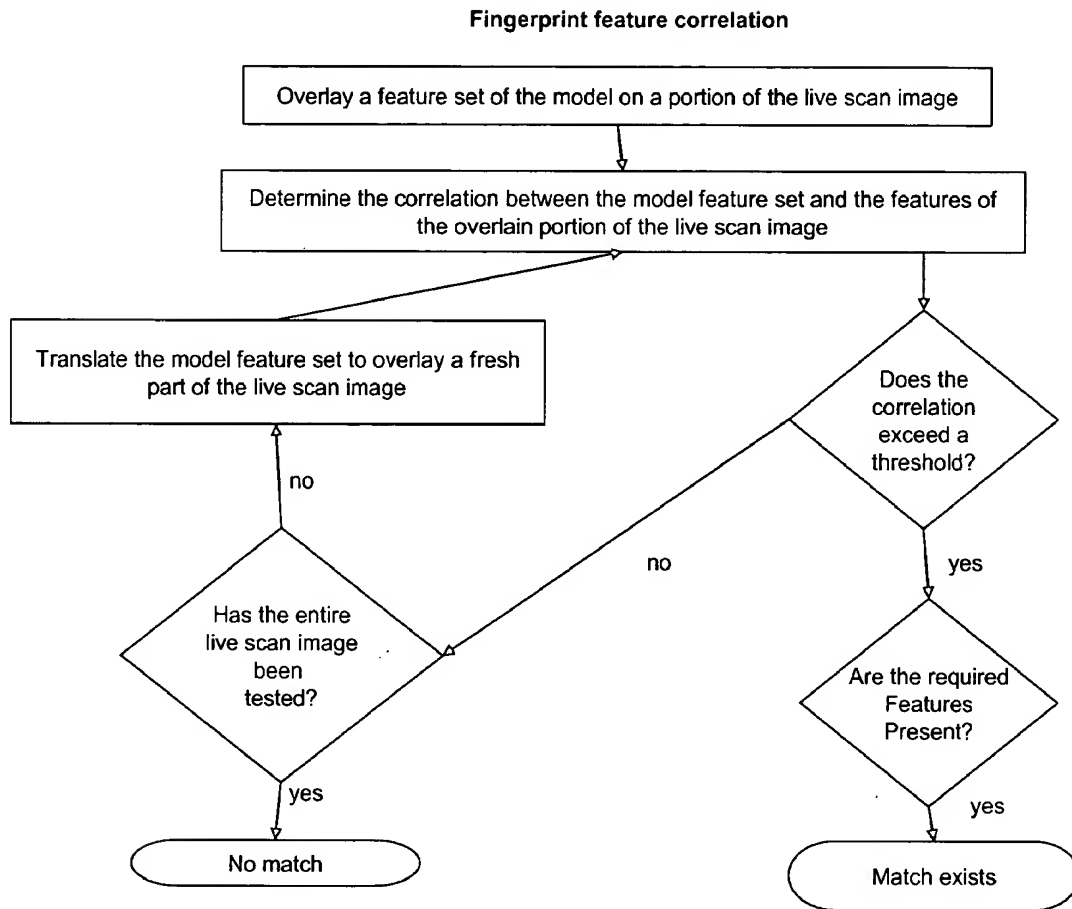 Fingerprint feature correlation
Overlay a feature set of the model on a portion of the live scan image
Determine the correlation between the model feature set and the features of
the overlain portion of the live scan image
Translate the model feature set to overlay a fresh
part of the live scan image
Does the
correlation
exceed a
threshold?
no
no
yes
Has the entire
live scan image
been
tested?
Are the required
Features
Present?
yes
yes
No match
Match exists